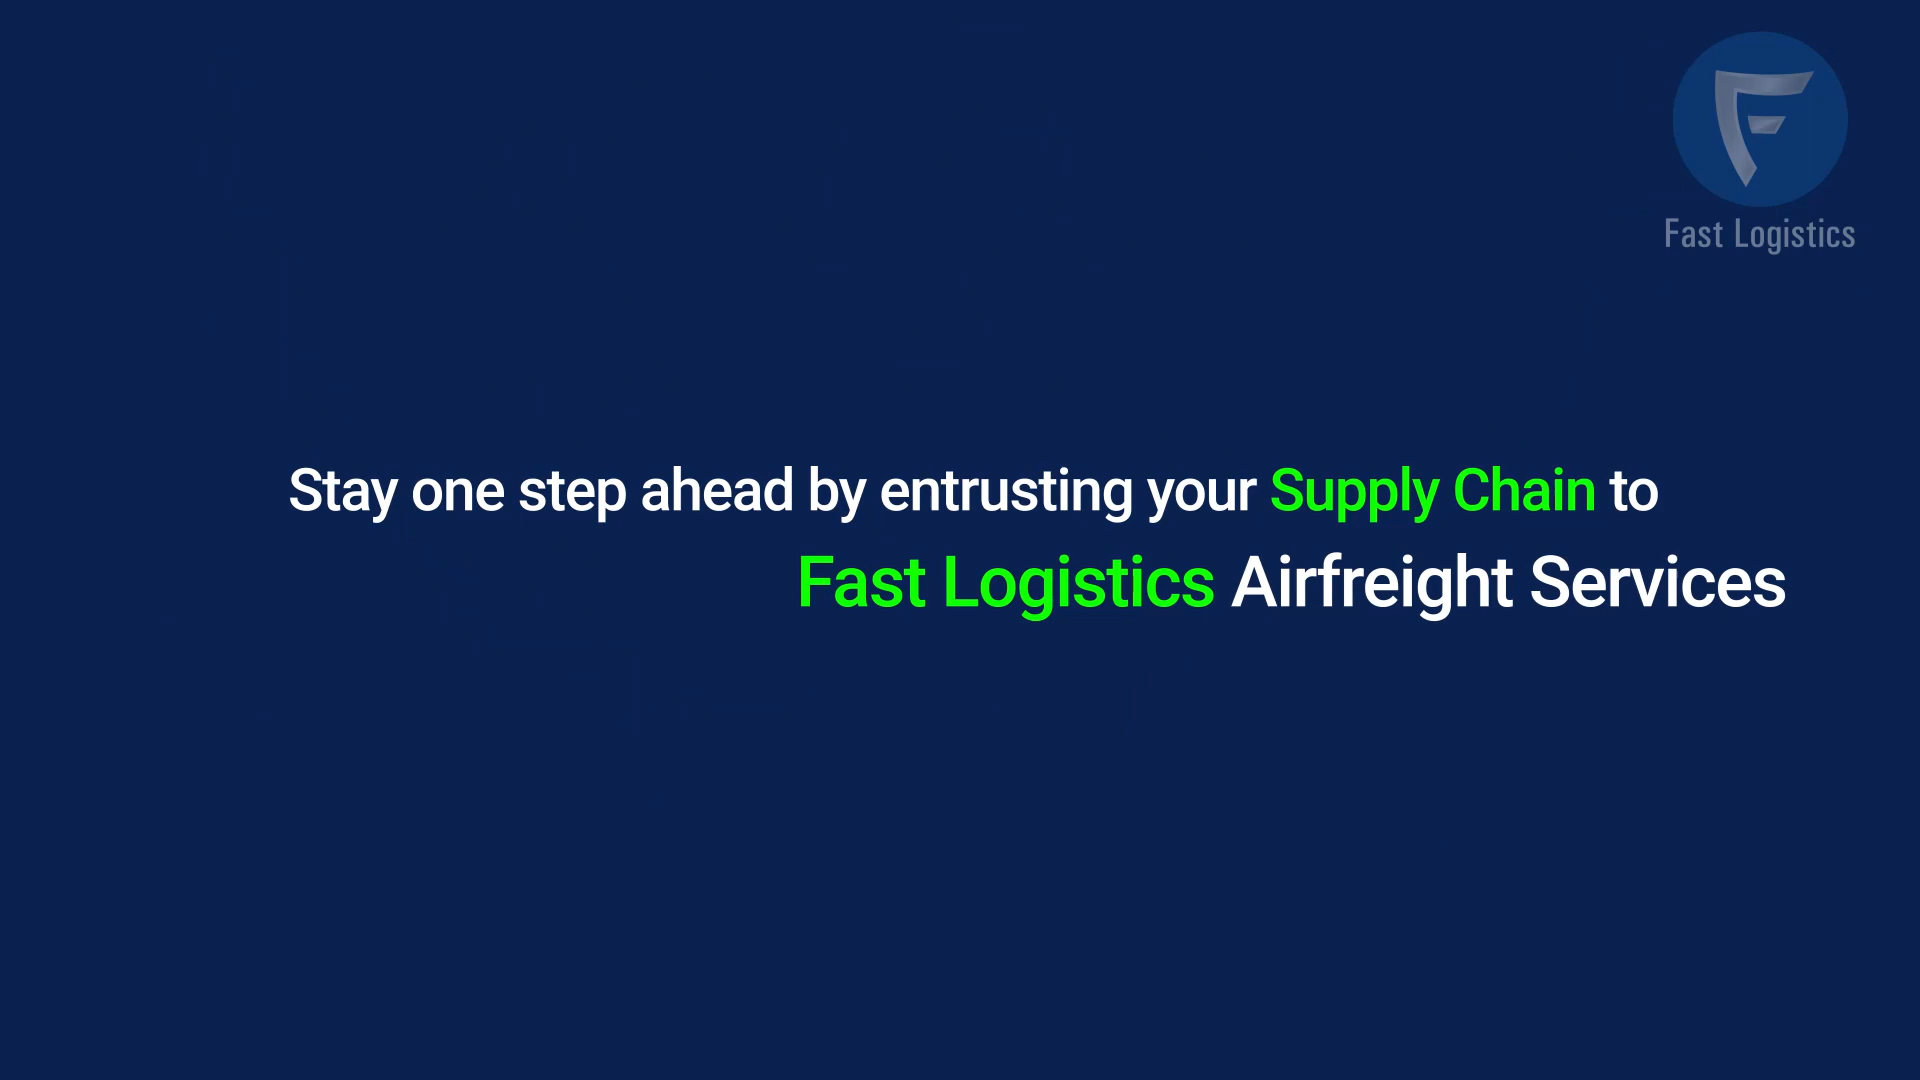 Fast Logistics
Stay one step ahead by entrusting your Supply Chain to
Fast Logistics Airfreight Services